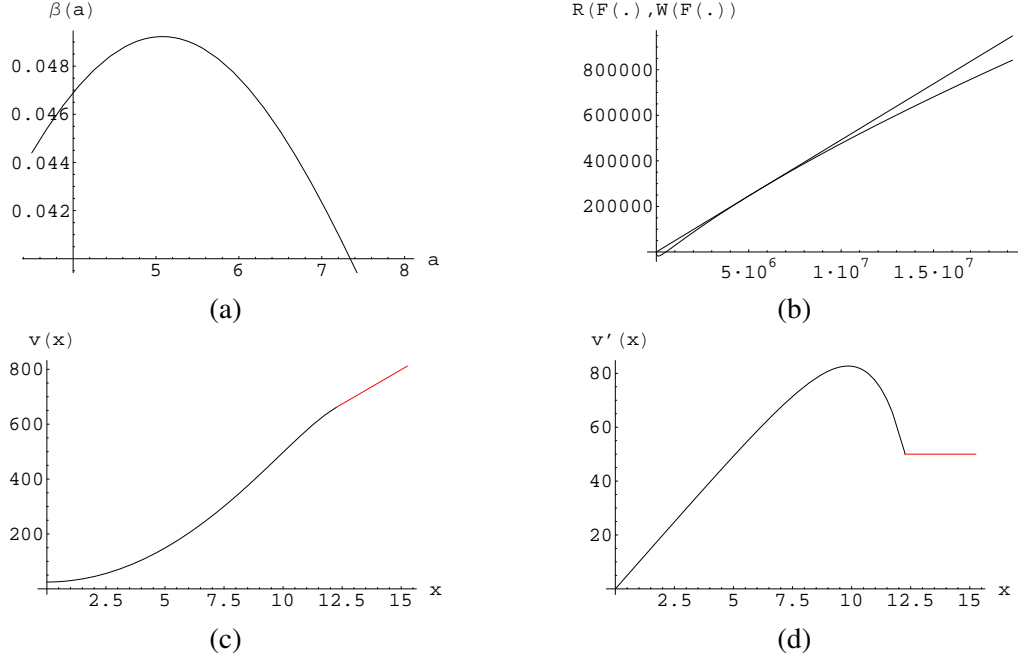 β(a)
0.048
0.046
0.044
0.042
5 6 7 8 a
(a)
R(F(.),W(F(.))
800000
600000
400000
200000
5·10⁶ 1·10⁷ 1.5·10⁷
(b)
v(x)
800
600
400
200
2.5 5 7.5 10 12.5 15 x
(c)
v'(x)
80
60
40
20
2.5 5 7.5 10 12.5 15 x
(d)